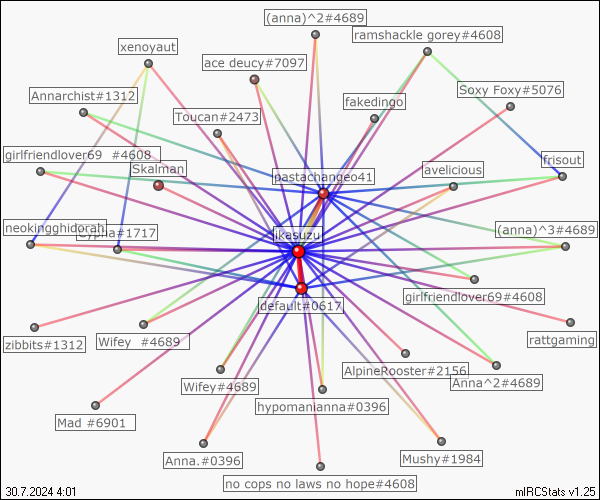 (anna)^2#4689
ramshackle gorey#4608
xenoyaut
ace deucy#7097
Soxy Foxy#5076
Annarchist#1312
fakedingo
Toucan#2473
girlfriendlover69 #4608
frisout
Skalman
pastachangeo41
avelicious
neokingghidorah
#1717
ikasuzu
(anna)^3#4689
girlfriendlover69#4608
default#0617
zibbits#1312
Wifey #4689
rattgaming
AlpineRooster#2156
Wifey#4689
Anna^2#4689
hypomanianna#0396
Mad #6901
Anna.#0396
Mushy#1984
no cops no laws no hope#4608
30.7.2024 4:01
mIRCStats v1.25